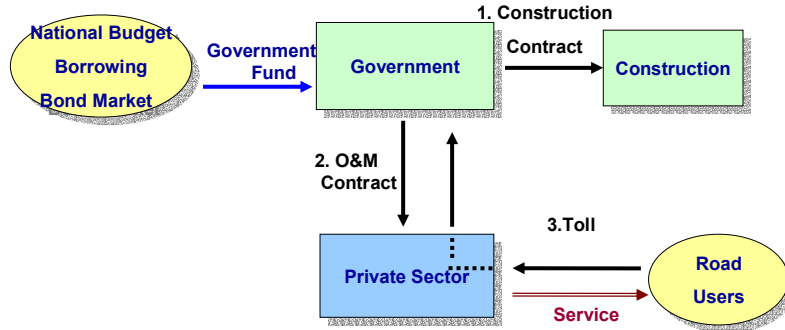 1. Construction
Contract
National Budget
Borrowing
Bond Market
Government
Fund
Government
Construction
2. O&M
Contract
3.Toll
Private Sector
Road
Users
Service